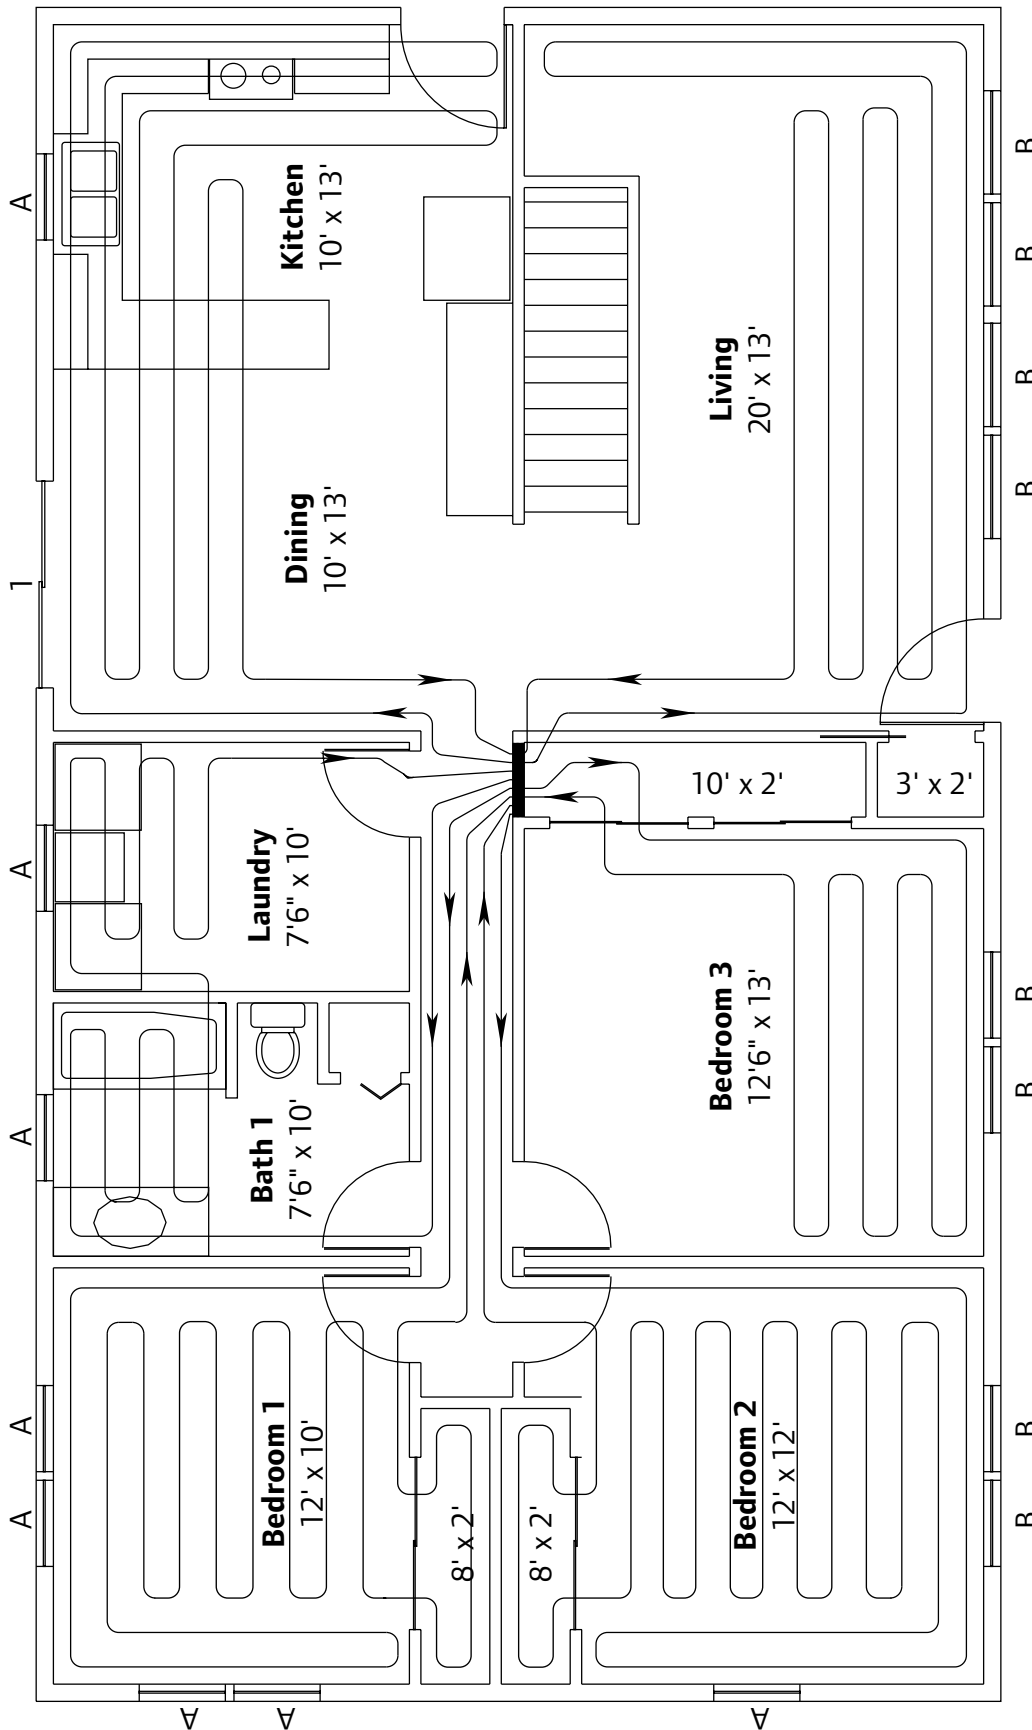 A
A
A
A
1
A
A
A
Bedroom 1
12' x 10'
Bath 1
7'6" x 10'
Laundry
7'6" x 10'
Dining
10' x 13'
Kitchen
10' x 13'
8' x 2'
8' x 2'
A
Bedroom 2
12' x 12'
Bedroom 3
12'6" x 13'
10' x 2'
3' x 2'
Living
20' x 13'